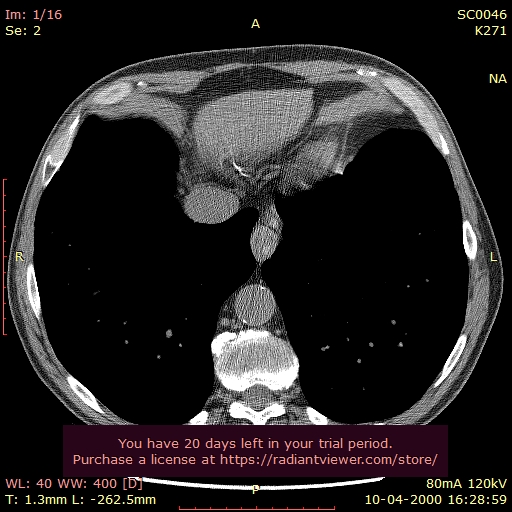 Im: 1/16
Se: 2
A
SC0046
K271
NA
R
L
You have 20 days left in your trial period.
Purchase a license at https://radiantviewer.com/store/
WL: 40 WW: 400 [D]
T: 1.3mm L: -262.5mm
P
80mA 120kV
10-04-2000 16:28:59